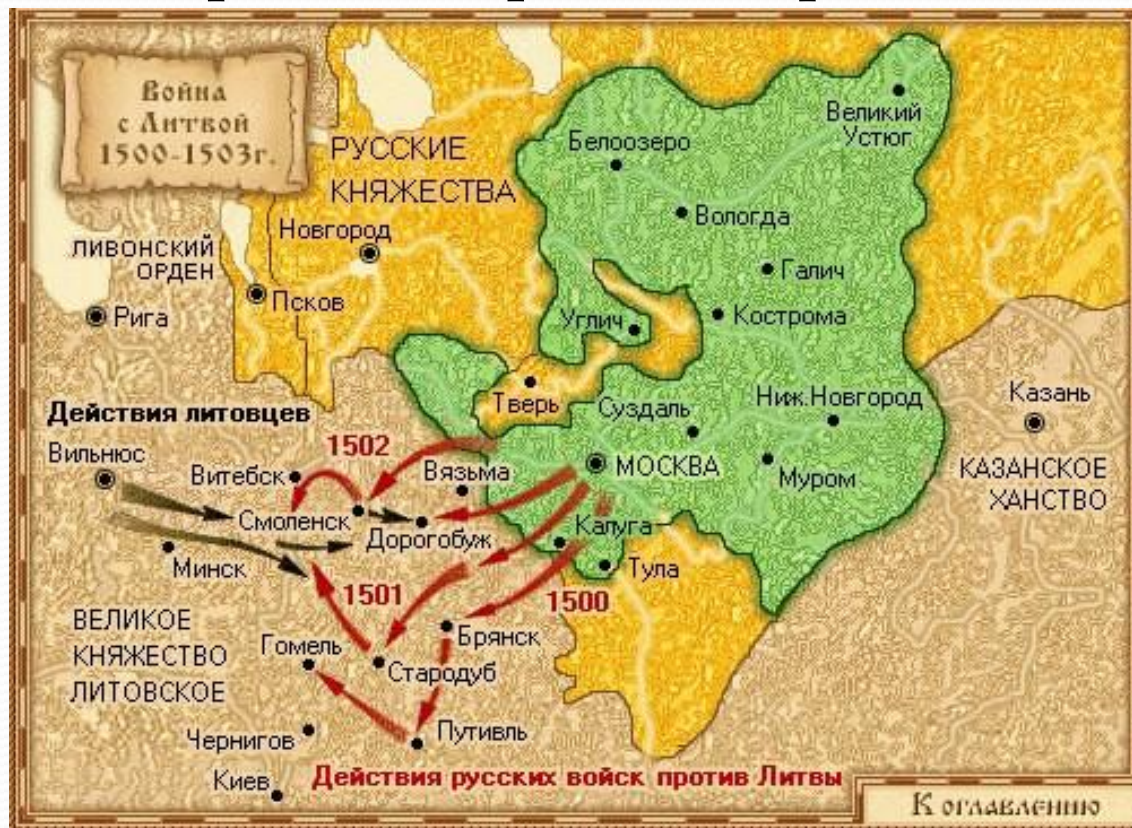 Война
с Литвой
1500-1503г.
РУССКИЕ
КНЯЖЕСТВА
Великий
Устюг
Белоозеро
Вологда
Новгород
ЛИВОНСКИЙ
ОРДЕН
Галич
Псков
Рига
Углич
Кострома
Тверь
Суздаль
Ниж.Новгород
Казань
Действия литовцев
1502
Вильнюс
Витебск
Вязьма
МОСКВА
Муром
КАЗАНСКОЕ
ХАНСТВО
Смоленск
Дорогобуж
Калуга
Минск
Тула
1501
1500
ВЕЛИКОЕ
КНЯЖЕСТВО
ЛИТОВСКОЕ
Гомель
Брянск
Стародуб
Чернигов
Путивль
Киев
Действия русских войск против Литвы
К оглавлению